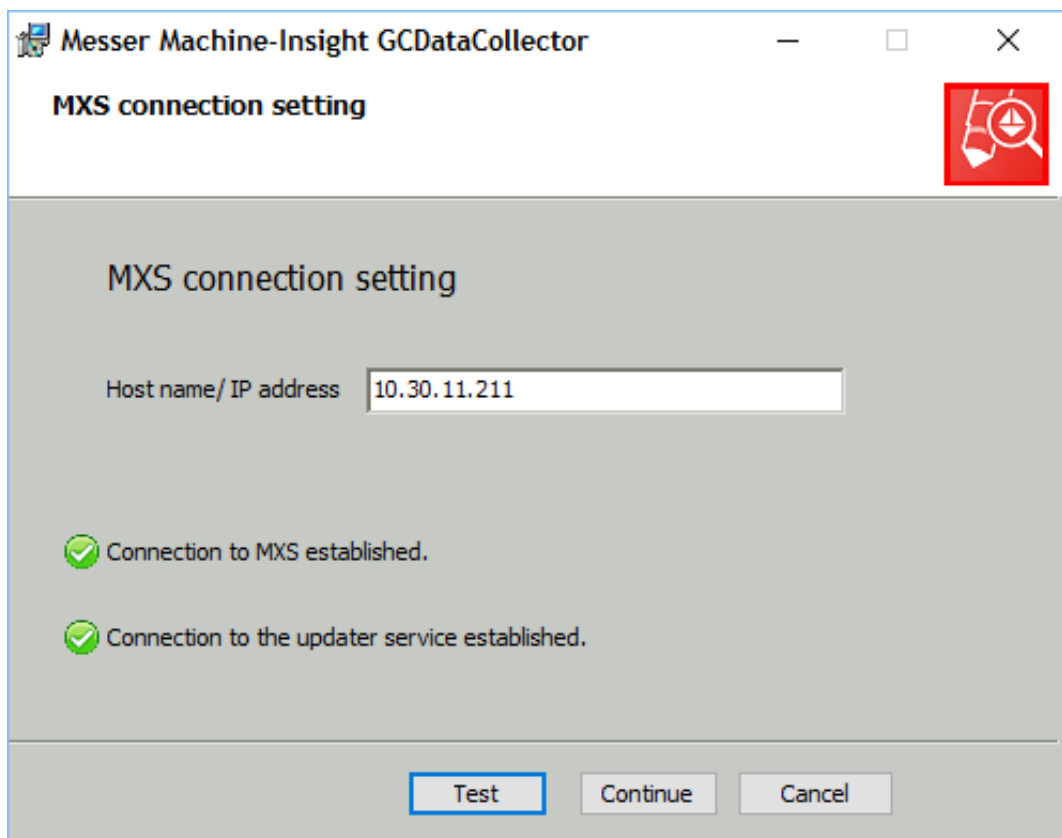 Messer Machine-Insight GCDataCollector
MXS connection setting
MXS connection setting
Host name/ IP address 10.30.11.211
Connection to MXS established.
Connection to the updater service established.
Test Continue Cancel